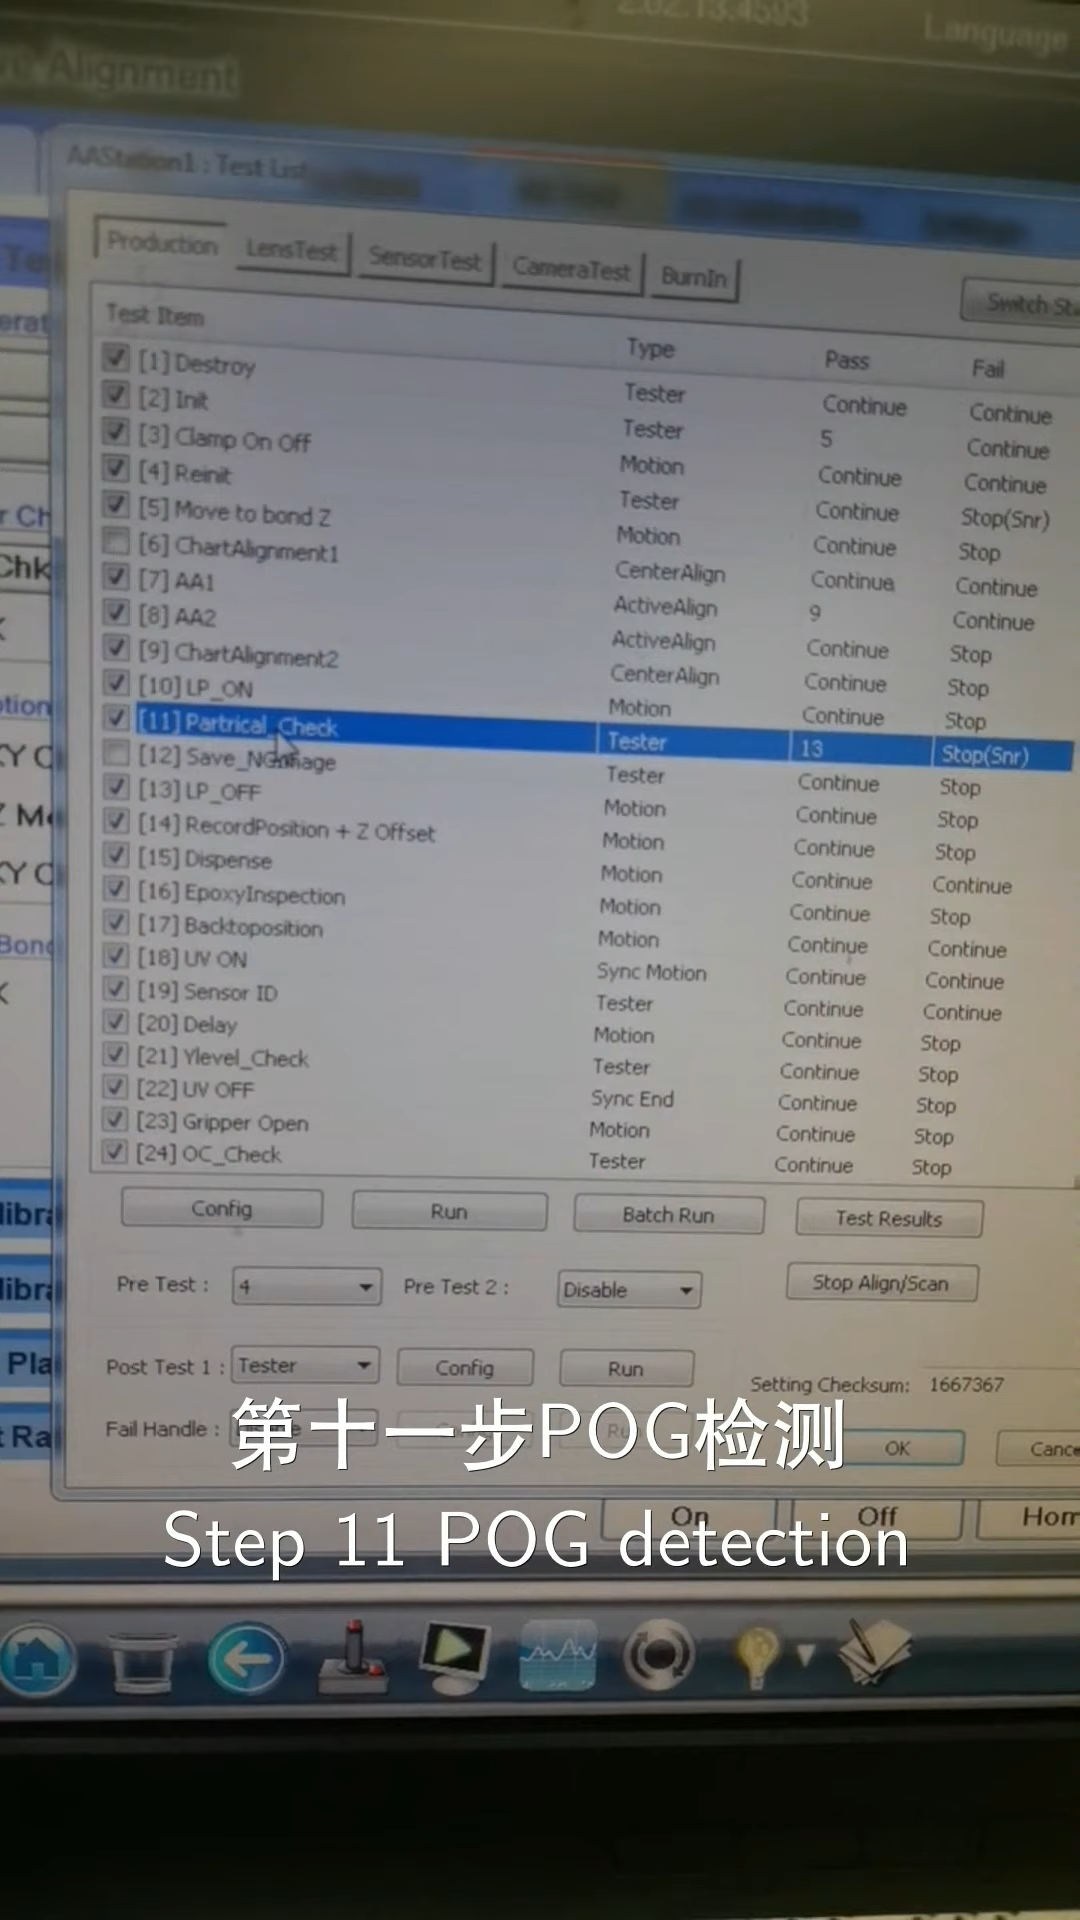 2.02.13.4593
Language
Alignment
AAStation1 : Test List
Production LensTest SensorTest CameraTest BurnIn
Switch
Test Item Type Pass Fail
[1] Destroy Tester Continue Continue
[2] Init Tester 5 Continue
[3] Clamp On Off Motion Continue Continue
[4] Reinit Tester Continue Stop(Snr)
[5] Move to bond Z Motion Continue Stop
[6] ChartAlignment1 CenterAlign Continue Continue
[7] AA1 ActiveAlign 9 Continue
[8] AA2 ActiveAlign Continue Stop
[9] ChartAlignment2 CenterAlign Continue Stop
[10] LP_ON Motion Continue Stop
[11] Partrical_Check Tester 13 Stop(Snr)
[12] Save_NGImage Tester Continue Stop
[13] LP_OFF Motion Continue Stop
[14] RecordPosition + Z Offset Motion Continue Stop
[15] Dispense Motion Continue Continue
[16] EpoxyInspection Motion Continue Stop
[17] Backtoposition Motion Continue Continue
[18] UV ON Sync Motion Continue Continue
[19] Sensor ID Tester Continue Continue
[20] Delay Motion Continue Stop
[21] Ylevel_Check Tester Continue Stop
[22] UV OFF Sync End Continue Stop
[23] Gripper Open Motion Continue Stop
[24] OC_Check Tester Continue Stop
Config Run Batch Run Test Results
Pre Test : 4 Pre Test 2 : Disable Stop Align/Scan
Post Test 1 : Tester Config Run
Setting Checksum: 1667367
Fail Handle :
OK Cance
第十一步POG检测
On Off Hom
Step 11 POG detection